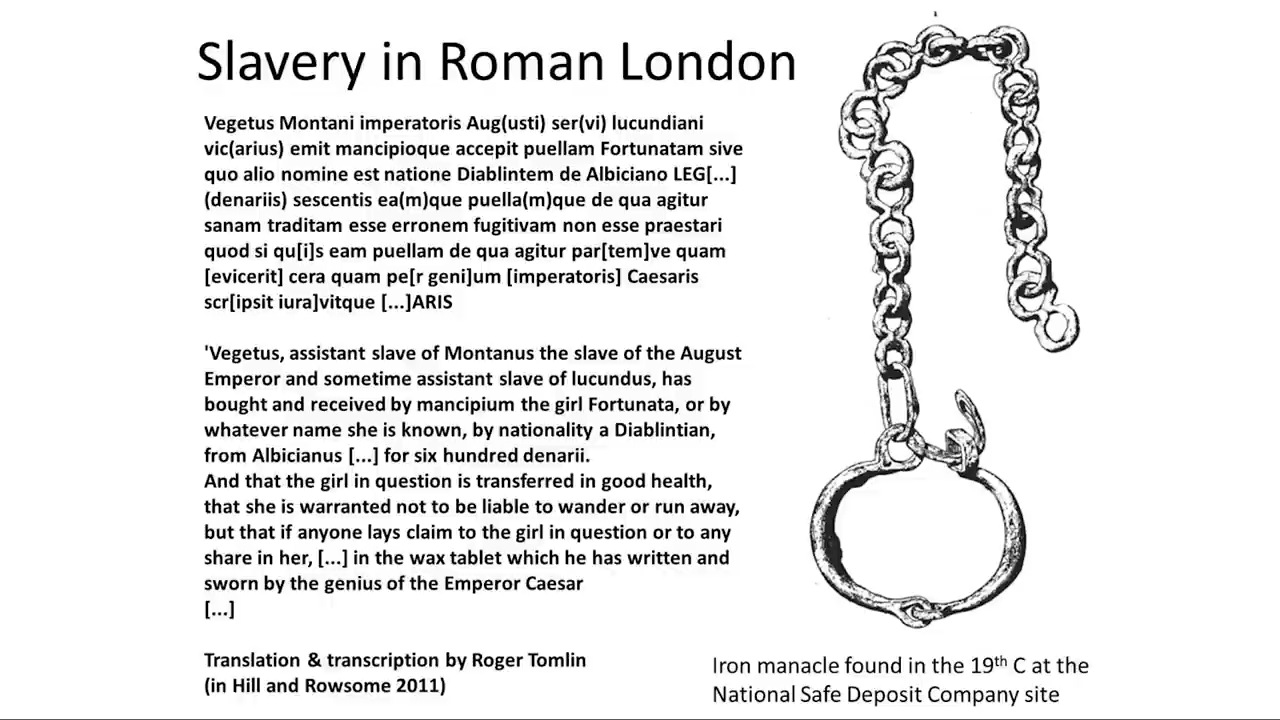 Slavery in Roman London
Vegetus Montani imperatoris Aug(usti) ser(vi) lucundiani
vic(arius) emit mancipioque accepit puellam Fortunatam sive
quo alio nomine est natione Diablintem de Albiciano LEG[...]
(denariis) sescentis ea(m)que puella(m)que de qua agitur
sanam traditam esse erronem fugitivam non esse praestari
quod si qu[i]s eam puellam de qua agitur par[tem]ve quam
[evicerit] cera quam pe[r geni]um [imperatoris] Caesaris
scr[ipsit iura]vitque [...]ARIS
'Vegetus, assistant slave of Montanus the slave of the August
Emperor and sometime assistant slave of lucundus, has
bought and received by mancipium the girl Fortunata, or by
whatever name she is known, by nationality a Diablintian,
from Albicianus [...] for six hundred denarii.
And that the girl in question is transferred in good health,
that she is warranted not to be liable to wander or run away,
but that if anyone lays claim to the girl in question or to any
share in her, [...] in the wax tablet which he has written and
sworn by the genius of the Emperor Caesar
[...]
Translation & transcription by Roger Tomlin
(in Hill and Rowsome 2011)
Iron manacle found in the 19th C at the
National Safe Deposit Company site